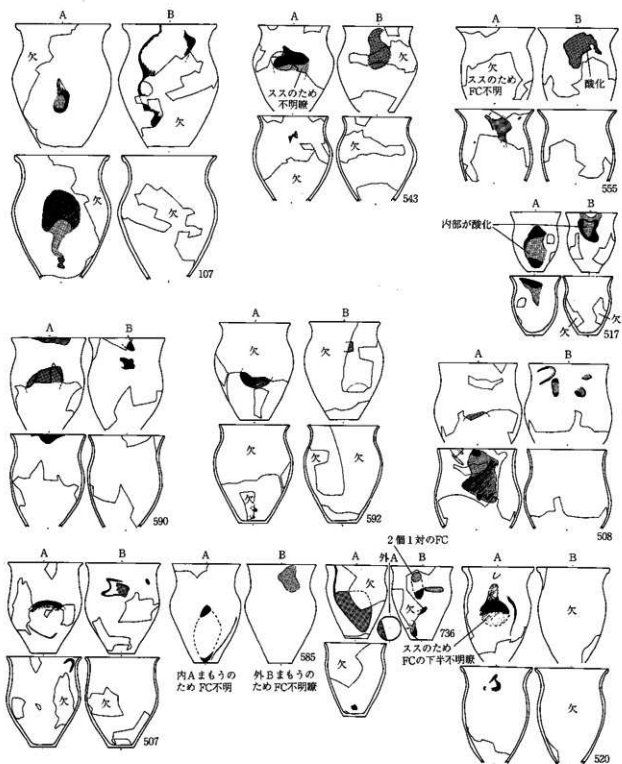 A B
欠
欠
欠
欠
107
A B
欠
ススのため
不明瞭
欠
欠
543
A B
欠
ススのため
FC不明
酸化
555
A B
内部が酸化
欠
欠
517
A B
590
A B
欠
欠
欠
欠
欠
592
A B
508
A B
欠
欠
507
A B
585
内Aまもうの
ためFC不明
外Bまもうの
ためFC不明瞭
2個1対のFC
A 外A B
欠
欠
736
欠
A B
ススのため
FCの下半不明瞭
欠
欠
520